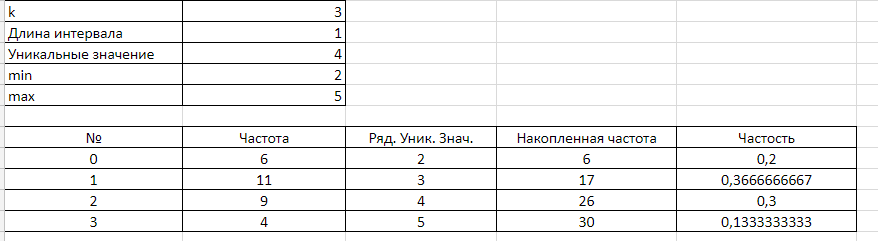 k 3
Длина интервала 1
Уникальные значение 4
min 2
max 5
№ Частота Ряд. Уник. Знач. Накопленная частота Частость
0 6 2 6 0,2
1 11 3 17 0,3666666667
2 9 4 26 0,3
3 4 5 30 0,1333333333